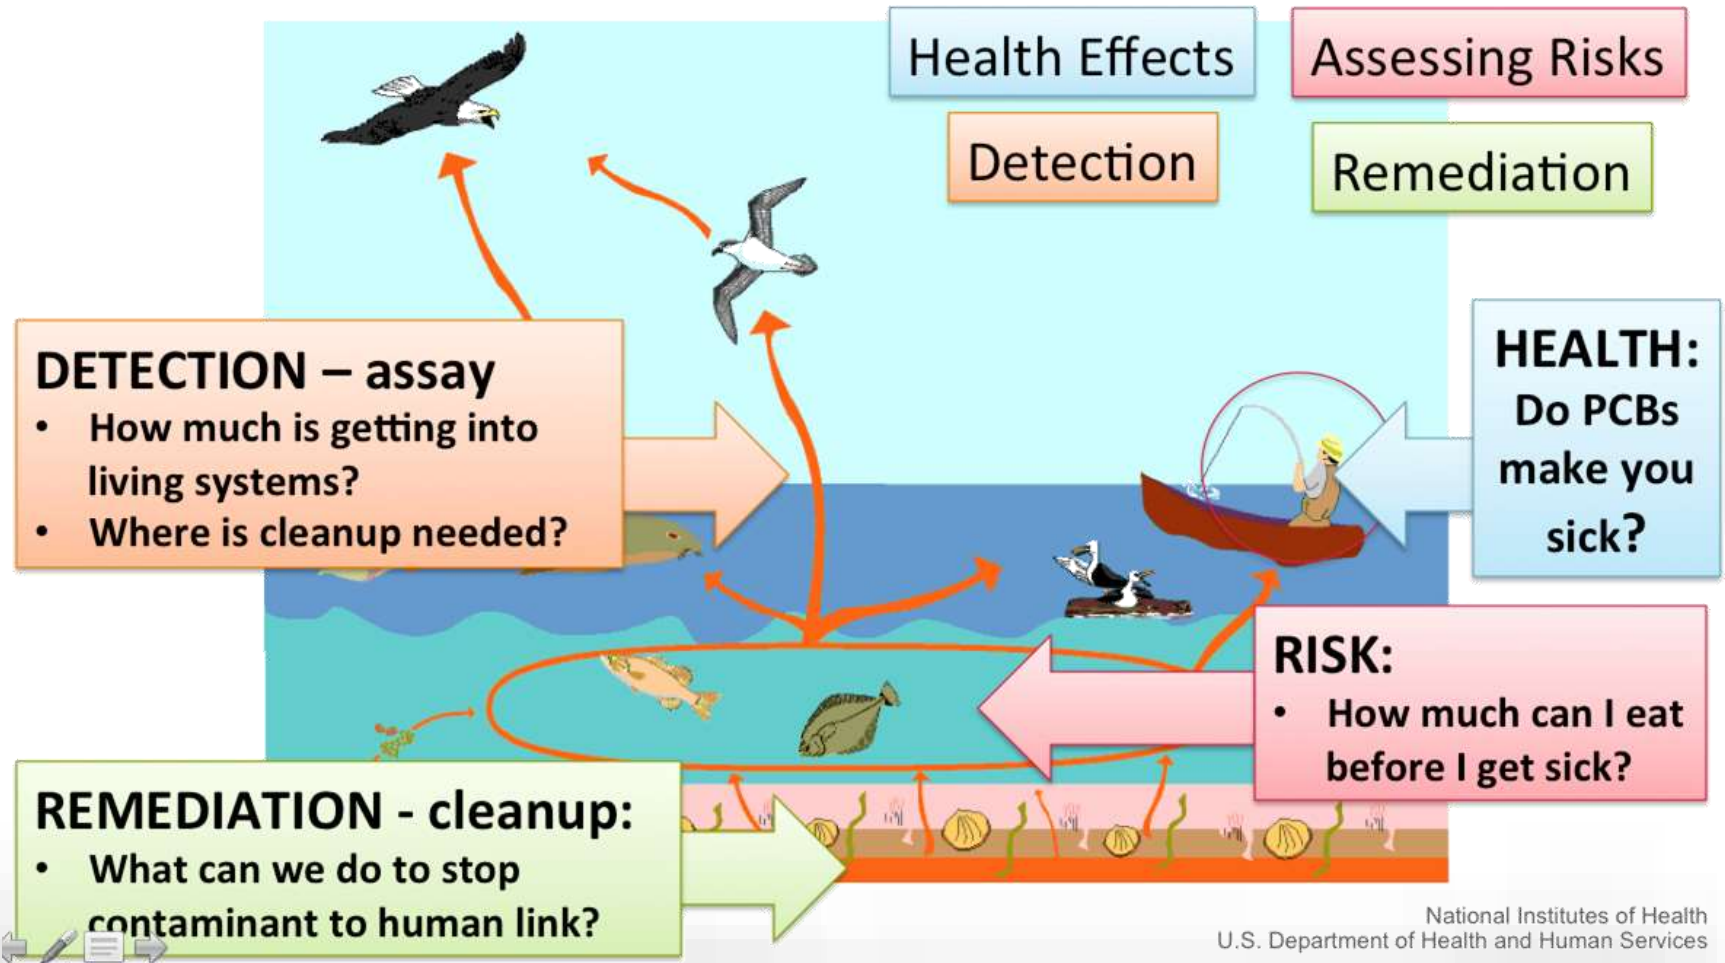 Health Effects
Assessing Risks
Detection
Remediation
DETECTION – assay
• How much is getting into
living systems?
• Where is cleanup needed?
HEALTH:
Do PCBs
make you
sick?
RISK:
• How much can I eat
before I get sick?
REMEDIATION - cleanup:
• What can we do to stop
contaminant to human link?
National Institutes of Health
U.S. Department of Health and Human Services